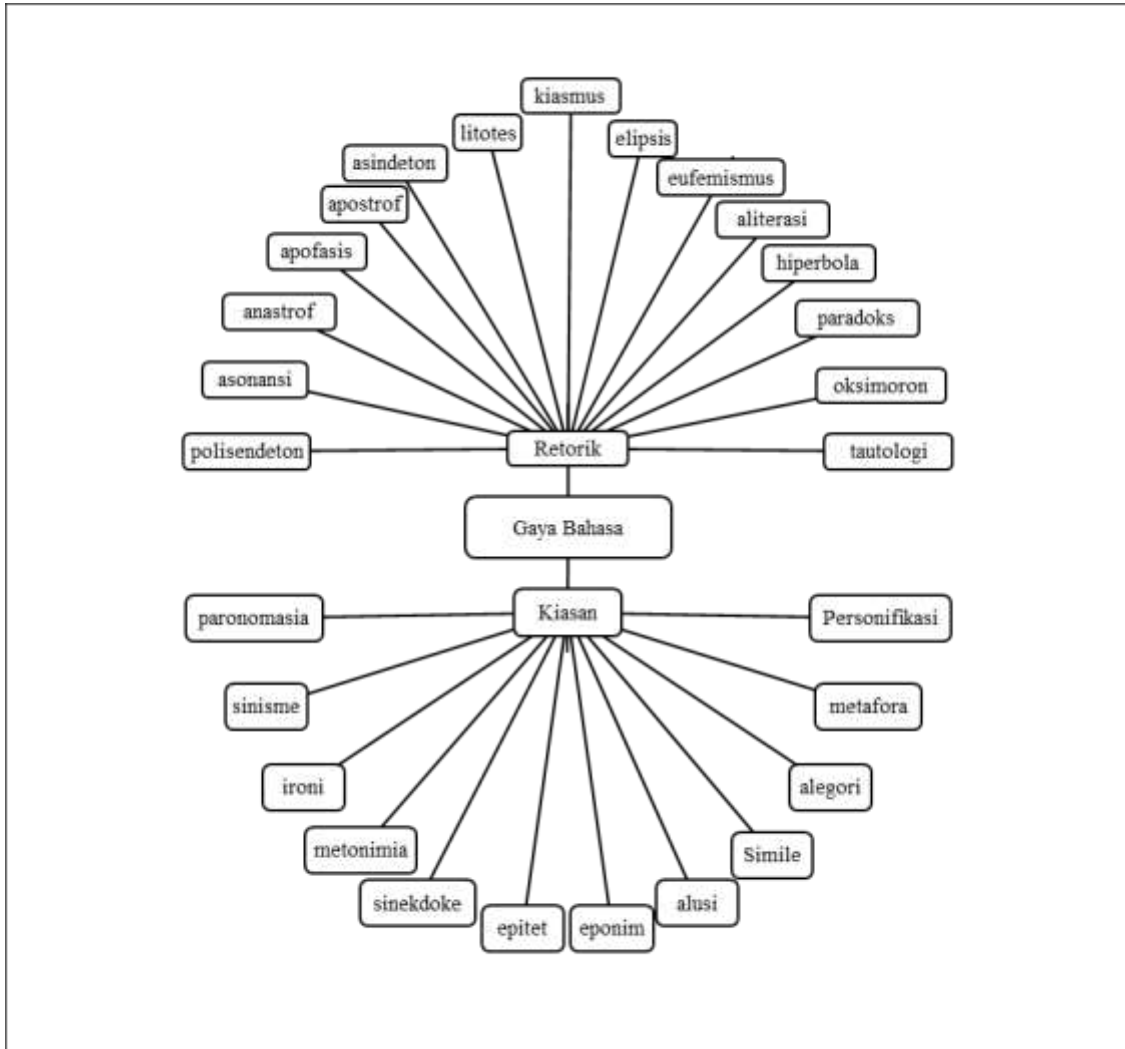 kiasmus
litotes
elipsis
asindeton
eufemismus
apostrof
aliterasi
apofasis
hiperbola
anastrof
paradoks
asonansi
oksimoron
polisendeton
Retorik
tautologi
Gaya Bahasa
paronomasia
Kiasan
Personifikasi
sinisme
metafora
ironi
alegori
metonimia
Simile
sinekdoke
alusi
epitet
eponim